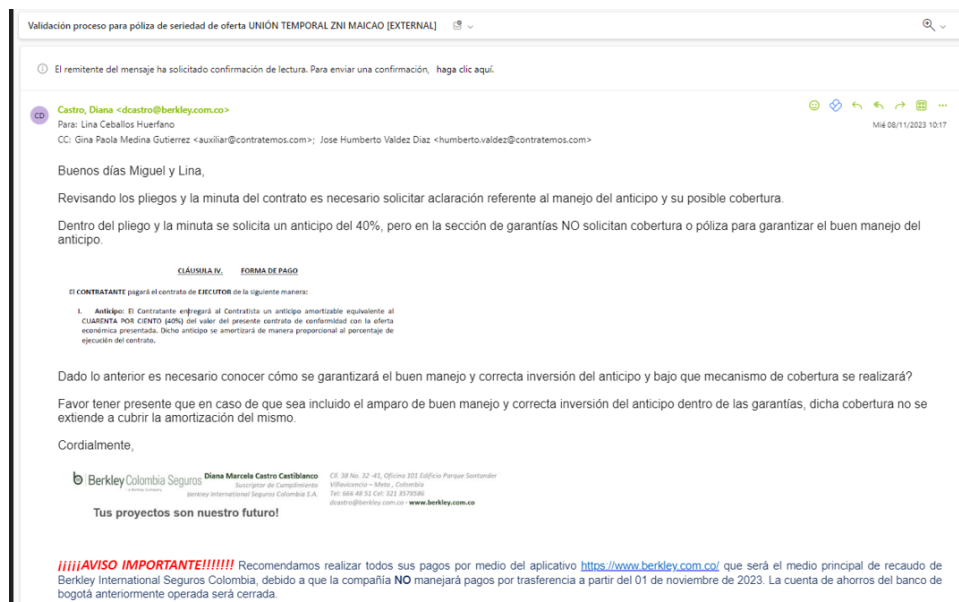 Validación proceso para póliza de seriedad de oferta UNIÓN TEMPORAL ZNI MAICAO [EXTERNAL]
El remitente del mensaje ha solicitado confirmación de lectura. Para enviar una confirmación, haga clic aquí.
CD
Castro, Diana <dcastro@berkley.com.co>
Para: Lina Ceballos Huerfano
Mié 08/11/2023 10:17
CC: Gina Paola Medina Gutierrez <auxiliar@contratemos.com>; Jose Humberto Valdez Diaz <humberto.valdez@contratemos.com>
Buenos días Miguel y Lina,
Revisando los pliegos y la minuta del contrato es necesario solicitar aclaración referente al manejo del anticipo y su posible cobertura.
Dentro del pliego y la minuta se solicita un anticipo del 40%, pero en la sección de garantías NO solicitan cobertura o póliza para garantizar el buen manejo del
anticipo.
CLÁUSULA IV. FORMA DE PAGO
El CONTRATANTE pagará el contrato de EJECUTOR de la siguiente manera:
I. Anticipo: El Contratante entregará al Contratista un anticipo amortizable equivalente al
CUARENTA POR CIENTO (40%) del valor del presente contrato de conformidad con la oferta
económica presentada. Dicho anticipo se amortizará de manera proporcional al porcentaje de
ejecución del contrato.
Dado lo anterior es necesario conocer cómo se garantizará el buen manejo y correcta inversión del anticipo y bajo que mecanismo de cobertura se realizará?
Favor tener presente que en caso de que sea incluido el amparo de buen manejo y correcta inversión del anticipo dentro de las garantías, dicha cobertura no se
extiende a cubrir la amortización del mismo.
Cordialmente,
b Berkley Colombia Seguros
a Berkley Company
Tus proyectos son nuestro futuro!
Diana Marcela Castro Castiblanco
Suscriptor de Cumplimiento
Berkley International Seguros Colombia S.A.
Cll. 38 No. 32 -41, Oficina 301 Edificio Parque Santander
Villavicencio – Meta , Colombia
Tel: 666 48 51 Cel: 321 3579586
dcastro@berkley.com.co - www.berkley.com.co
¡¡¡¡¡AVISO IMPORTANTE!!!!!!! Recomendamos realizar todos sus pagos por medio del aplicativo https://www.berkley.com.co/ que será el medio principal de recaudo de
Berkley International Seguros Colombia, debido a que la compañía NO manejará pagos por trasferencia a partir del 01 de noviembre de 2023. La cuenta de ahorros del banco de
bogotá anteriormente operada será cerrada.